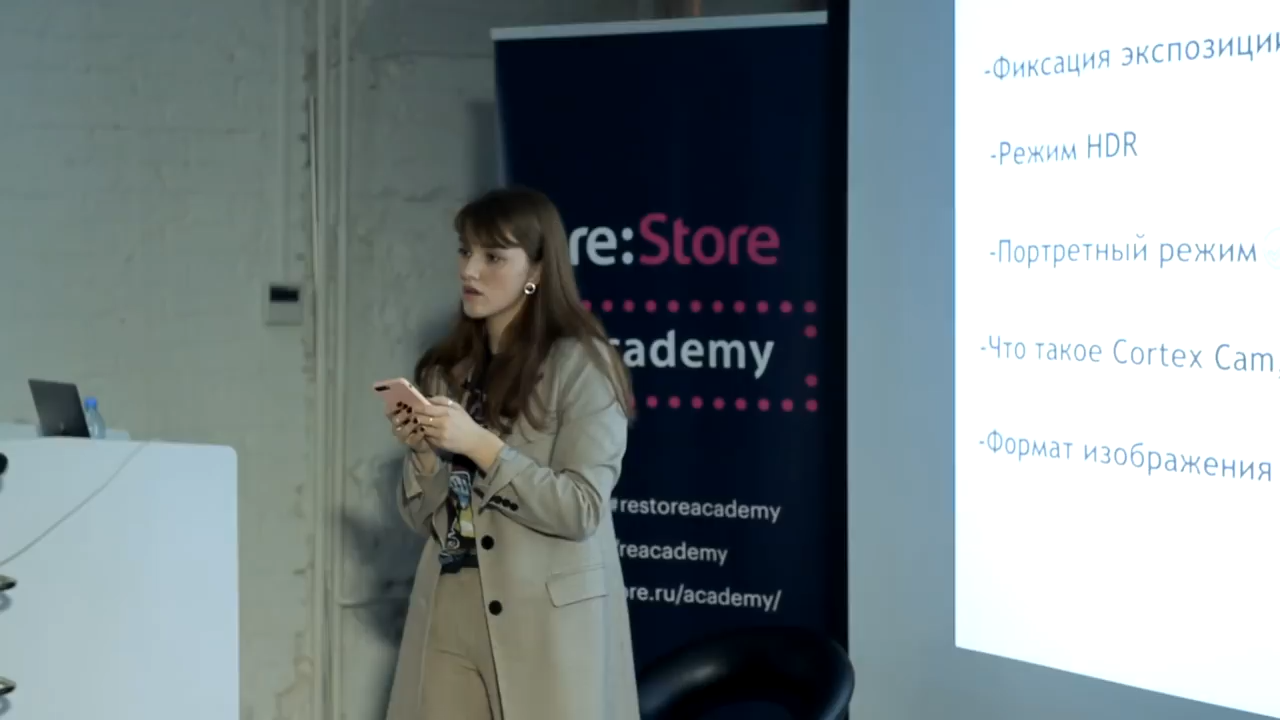 re:Store
cademy
#restoreacademy
/reacademy
ore.ru/academy/
-Фиксация экспозиции
-Режим HDR
-Портретный режим
-Что такое Cortex Cam,
-Формат изображения